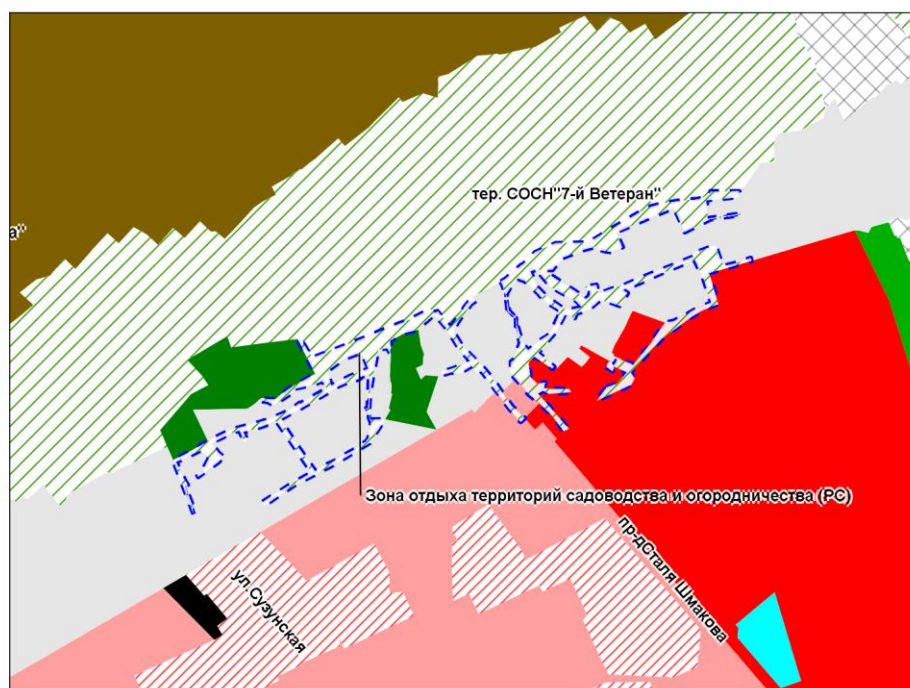 тер. СОСН"7-й Ветеран"
а"
Зона отдыха территорий садоводства и огородничества (РС)
пр-дСталя Шмакова
ул.Сузунская